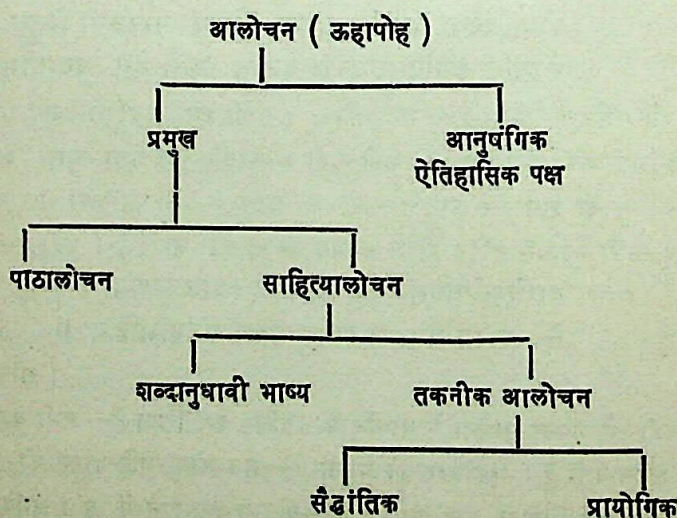 आलोचन ( ऊहापोह )
प्रमुख
आनुषंगिक
ऐतिहासिक पक्ष
पाठालोचन
साहित्यालोचन
शब्दानुधावी भाष्य
तकनीक आलोचन
सैद्धांतिक
प्रायोगिक